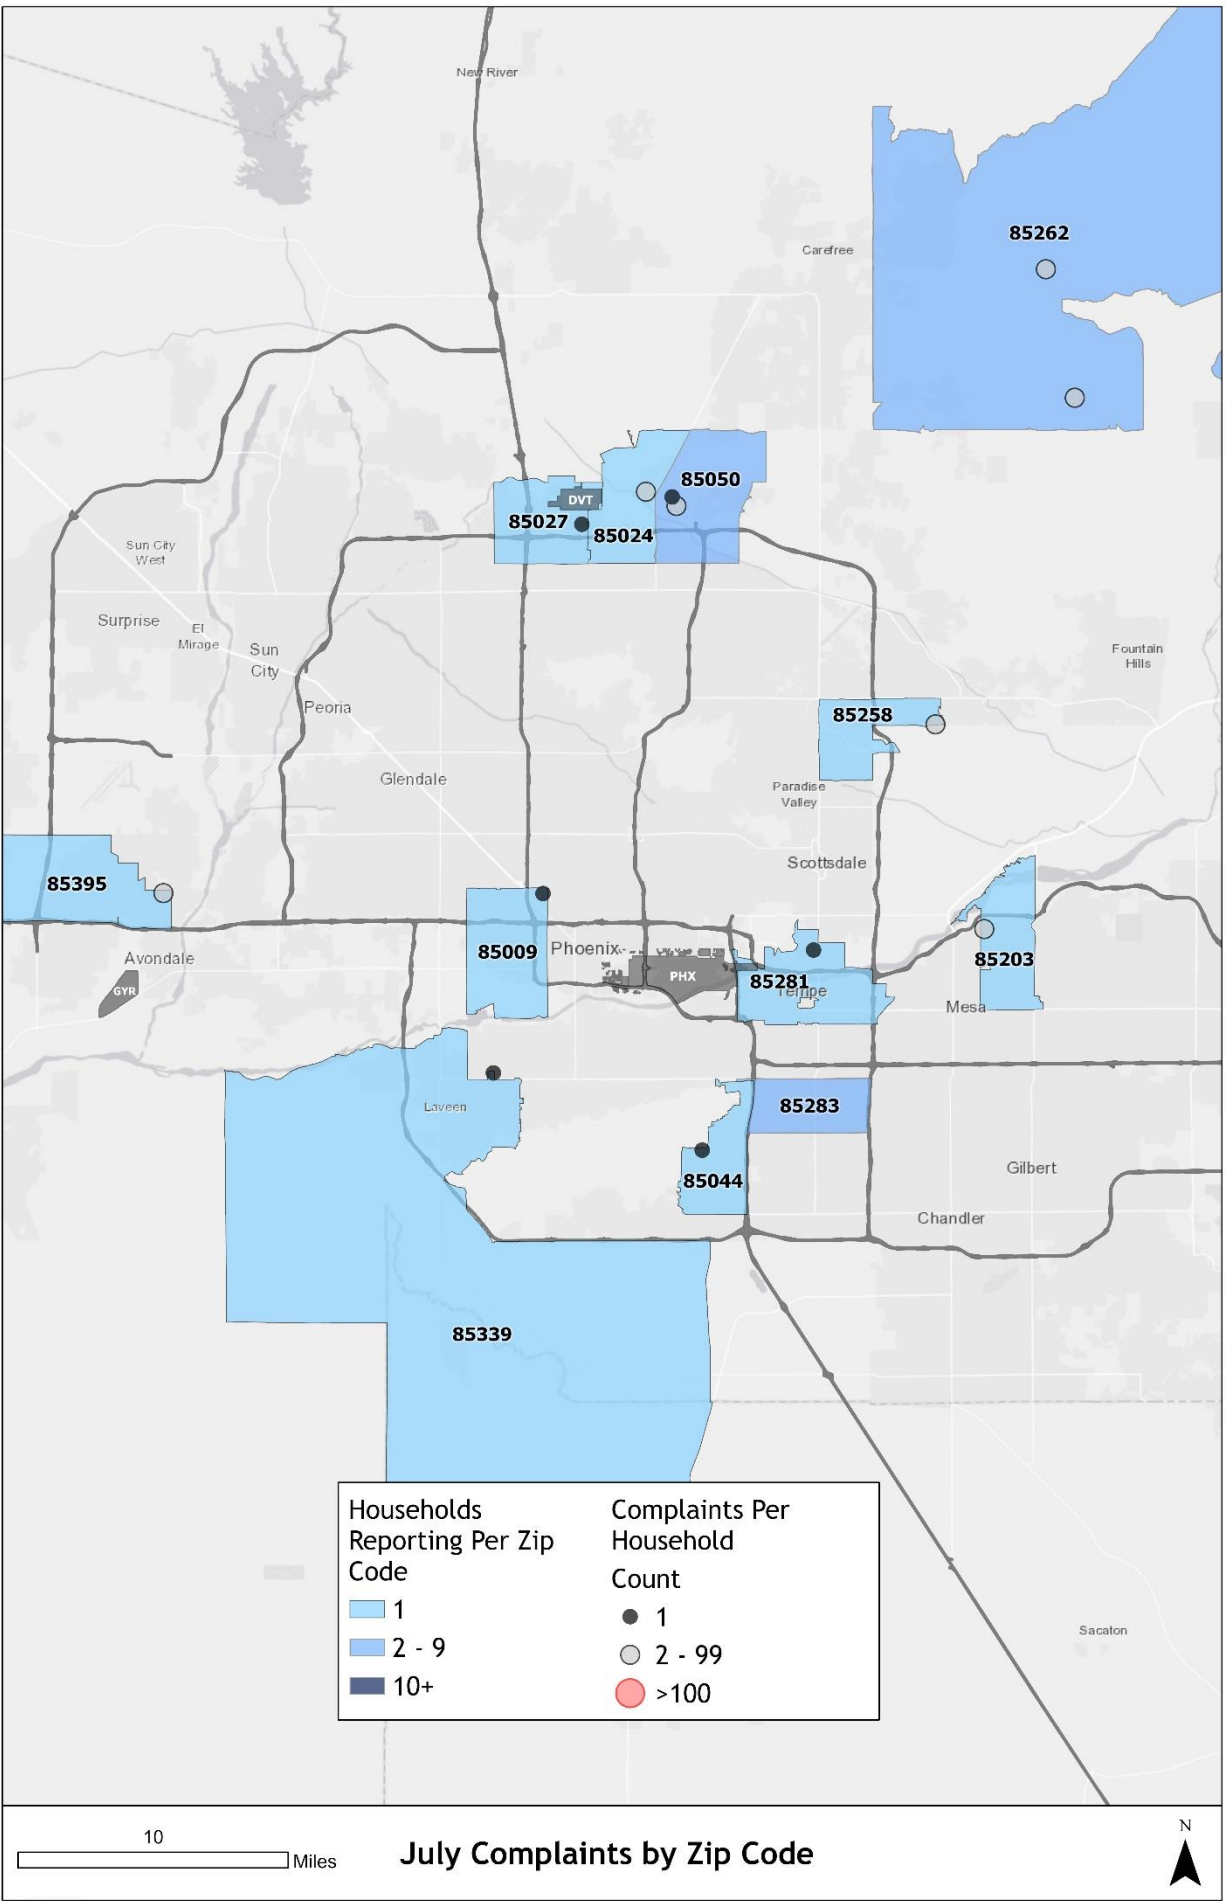 New River
85262
Carefree
85050
DVT
85027
85024
Sun City
West
Surprise
El
Mirage
Sun
City
Fountain
Hills
Peoria
85258
Glendale
Paradise
Valley
Scottsdale
85395
85009
Phoenix
Avondale
85203
GYR
PHX
85281
Tempe
Mesa
Laveen
85283
85044
Gilbert
Chandler
85339
Households
Reporting Per Zip
Code
1
2 - 9
10+
Complaints Per
Household
Count
1
2 - 99
>100
Sacaton
10
Miles
July Complaints by Zip Code
N